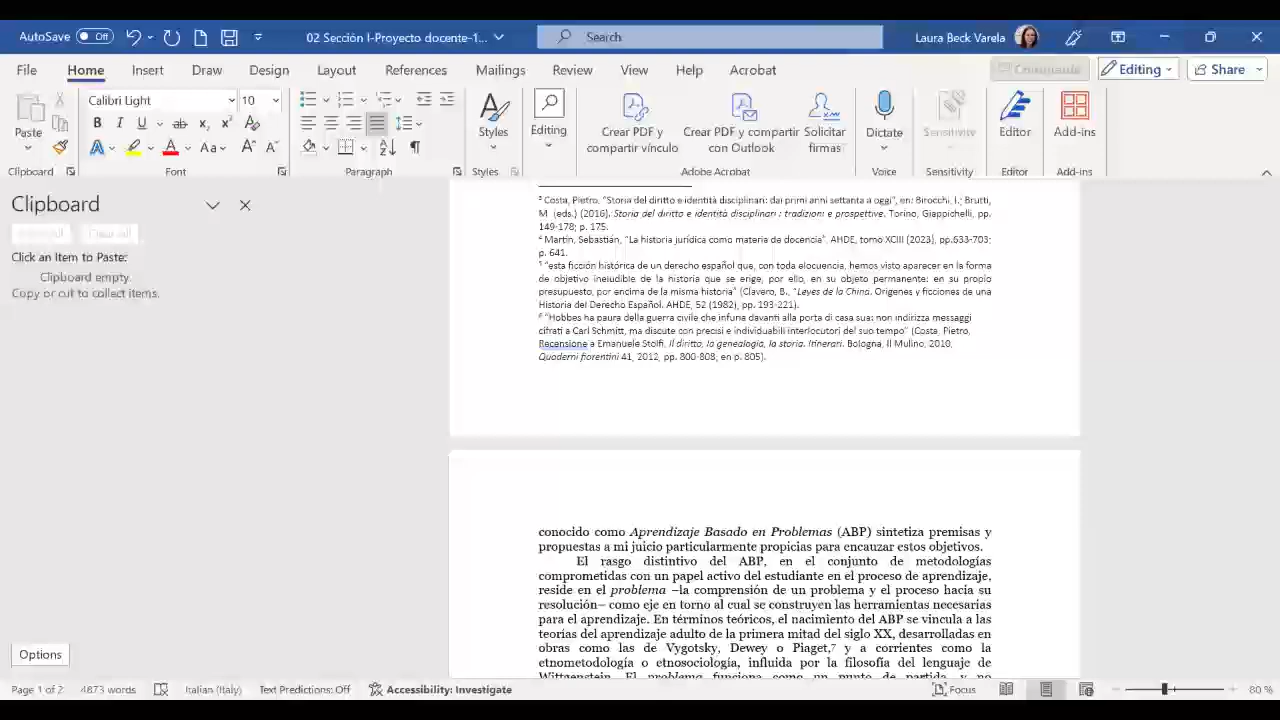 AutoSave Off 02 Sección I-Proyecto docente-1... Search Laura Beck Varela
File Home Insert Draw Design Layout References Mailings Review View Help Acrobat Comments Editing Share
Calibri Light 10
Paste Styles Editing Crear PDF y compartir vínculo Crear PDF y compartir con Outlook Solicitar firmas Dictate Sensitivity Editor Add-ins
Clipboard Font Paragraph Styles Adobe Acrobat Voice Sensitivity Editor Add-ins
Clipboard
Click an Item to Paste:
Clipboard empty.
Copy or cut to collect items.
Options
³ Costa, Pietro, "Storia del diritto e identità disciplinari: dai primi anni settanta a oggi", en: Birocchi, I.; Brutti,
M (eds.) (2016). Storia del diritto e identità disciplinari: tradizioni e prospettive. Torino, Giappichelli, pp.
149-178; p. 175.
⁴ Martín, Sebastián, "La historia jurídica como materia de docencia", AHDE, tomo XCIII (2023), pp.633-703;
p. 641.
"esta ficción histórica de un derecho español que, con toda elocuencia, hemos visto aparecer en la forma
de objetivo ineludible de la historia que se erige, por ello, en su objeto permanente: en su propio
presupuesto, por encima de la misma historia" (Clavero, B., "Leyes de la China. Orígenes y ficciones de una
Historia del Derecho Español. AHDE, 52 (1982), pp. 193-221).
"Hobbes ha paura della guerra civile che infuria davanti alla porta di casa sua: non indirizza messaggi
cifrati a Carl Schmitt, ma discute con precisi e individuabili interlocutori del suo tempo" (Costa, Pietro,
Recensione a Emanuele Stolfi, Il diritto, la genealogia, la storia. Itinerari. Bologna, Il Mulino, 2010,
Quaderni fiorentini 41, 2012, pp. 800-808; en p. 805).
conocido como Aprendizaje Basado en Problemas (ABP) sintetiza premisas y
propuestas a mi juicio particularmente propicias para encauzar estos objetivos.
El rasgo distintivo del ABP, en el conjunto de metodologías
comprometidas con un papel activo del estudiante en el proceso de aprendizaje,
reside en el problema –la comprensión de un problema y el proceso hacia su
resolución– como eje en torno al cual se construyen las herramientas necesarias
para el aprendizaje. En términos teóricos, el nacimiento del ABP se vincula a las
teorías del aprendizaje adulto de la primera mitad del siglo XX, desarrolladas en
obras como las de Vygotsky, Dewey o Piaget,⁷ y a corrientes como la
etnometodología o etnosociología, influida por la filosofía del lenguaje de
Wittgenstein. El problema funciona como un punto de partida, y no
Page 1 of 2 4873 words Italian (Italy) Text Predictions: Off Accessibility: Investigate Focus 80 %